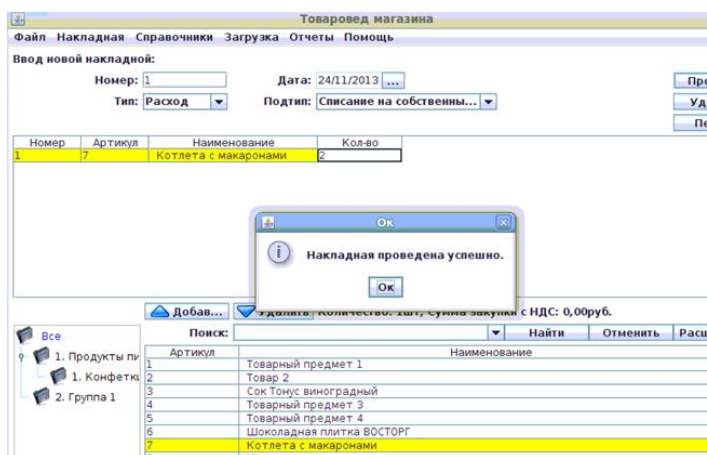 Товаровед магазина
Файл Накладная Справочники Загрузка Отчеты Помощь
Ввод новой накладной:
Номер: 1 Дата: 24/11/2013 ...
Тип: Расход Подтип: Списание на собственны...
Номер Артикул Наименование Кол-во
1 7 Котлета с макаронами 2
Ок
Накладная проведена успешно.
Ок
Добав... Удалить Количество: 1шт, Сумма закупки с НДС: 0,00руб.
Все
Поиск: Найти Отменить
1. Продукты пи
1. Конфетки
2. Группа 1
Артикул Наименование
1 Товарный предмет 1
2 Товар 2
3 Сок Тонус виноградный
4 Товарный предмет 3
5 Товарный предмет 4
6 Шоколадная плитка ВОСТОРГ
7 Котлета с макаронами